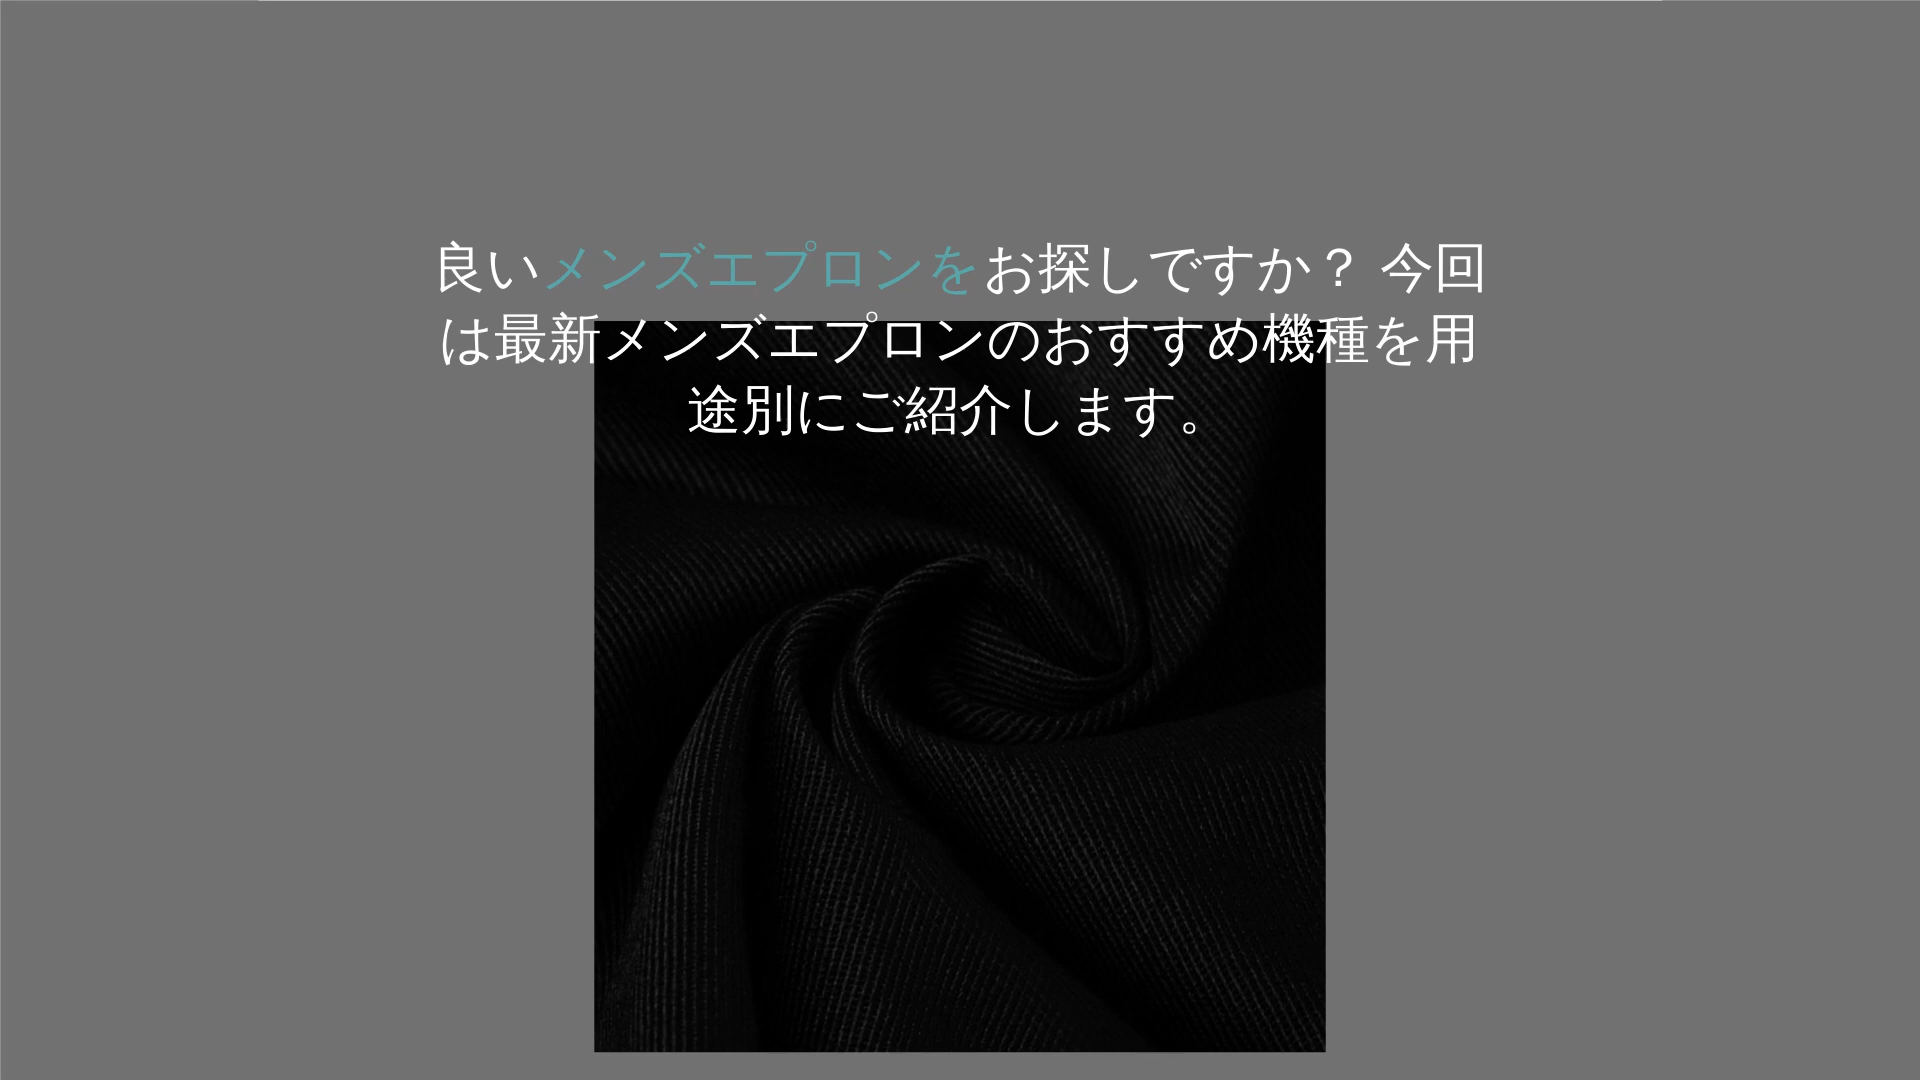 良いメンズエプロンをお探しですか？ 今回
は最新メンズエプロンのおすすめ機種を用
途別にご紹介します。